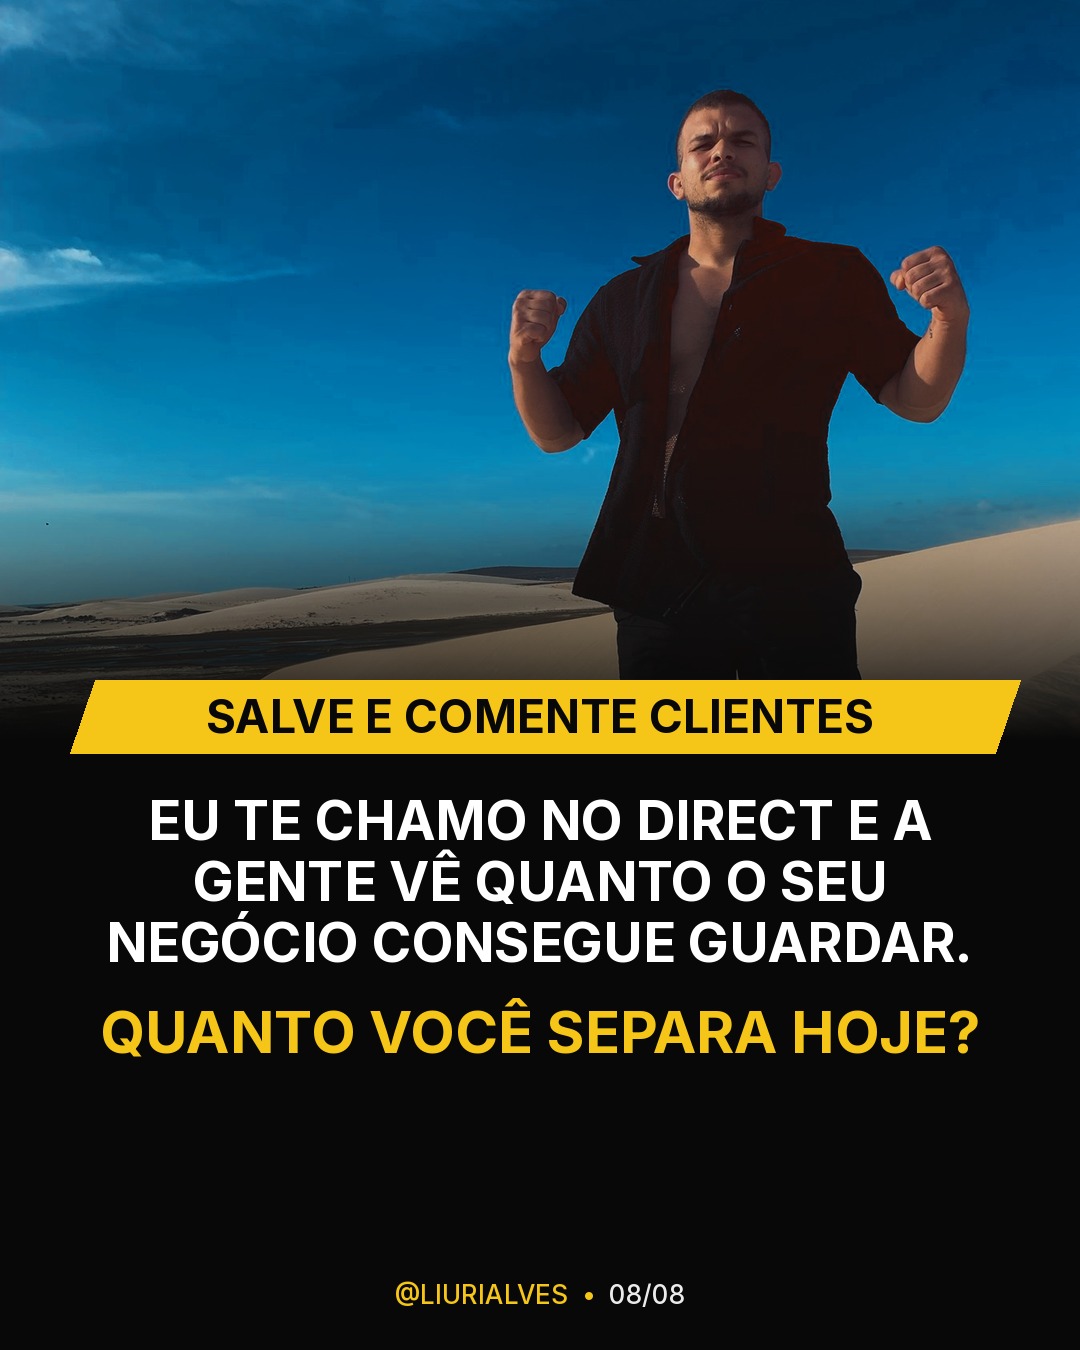 SALVE E COMENTE CLIENTES
EU TE CHAMO NO DIRECT E A
GENTE VÊ QUANTO O SEU
NEGÓCIO CONSEGUE GUARDAR.
QUANTO VOCÊ SEPARA HOJE?
@LIURIALVES • 08/08